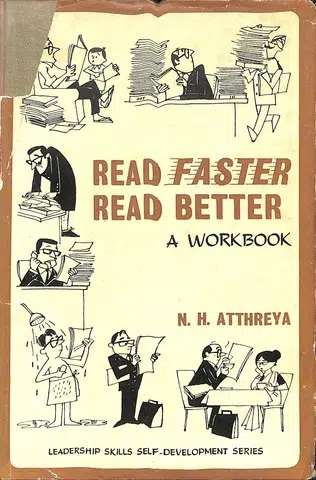 READ FASTER
READ BETTER
A WORKBOOK
N. H. ATTHREYA
LEADERSHIP SKILLS SELF-DEVELOPMENT SERIES